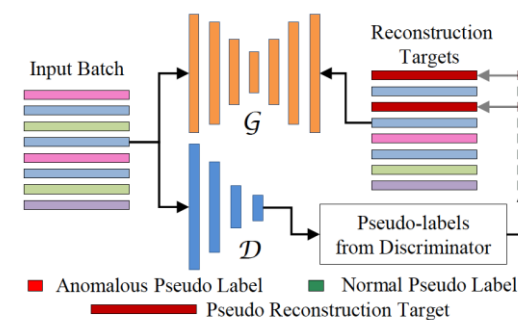 Input Batch
Reconstruction
Targets
G
D
Pseudo-labels
from Discriminator
Anomalous Pseudo Label
Normal Pseudo Label
Pseudo Reconstruction Target